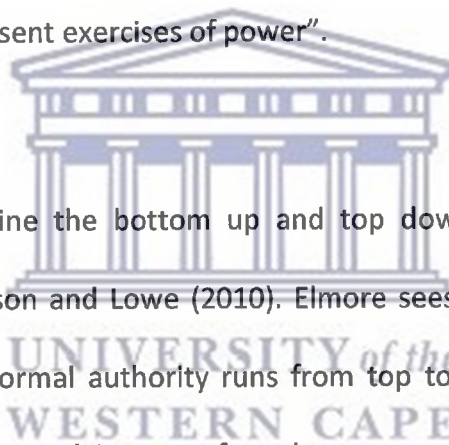 sent exercises of power”.
ine the bottom up and top dow
son and Lowe (2010). Elmore sees
UNIVERSITY of the
ormal authority runs from top to
WESTERN CAPE